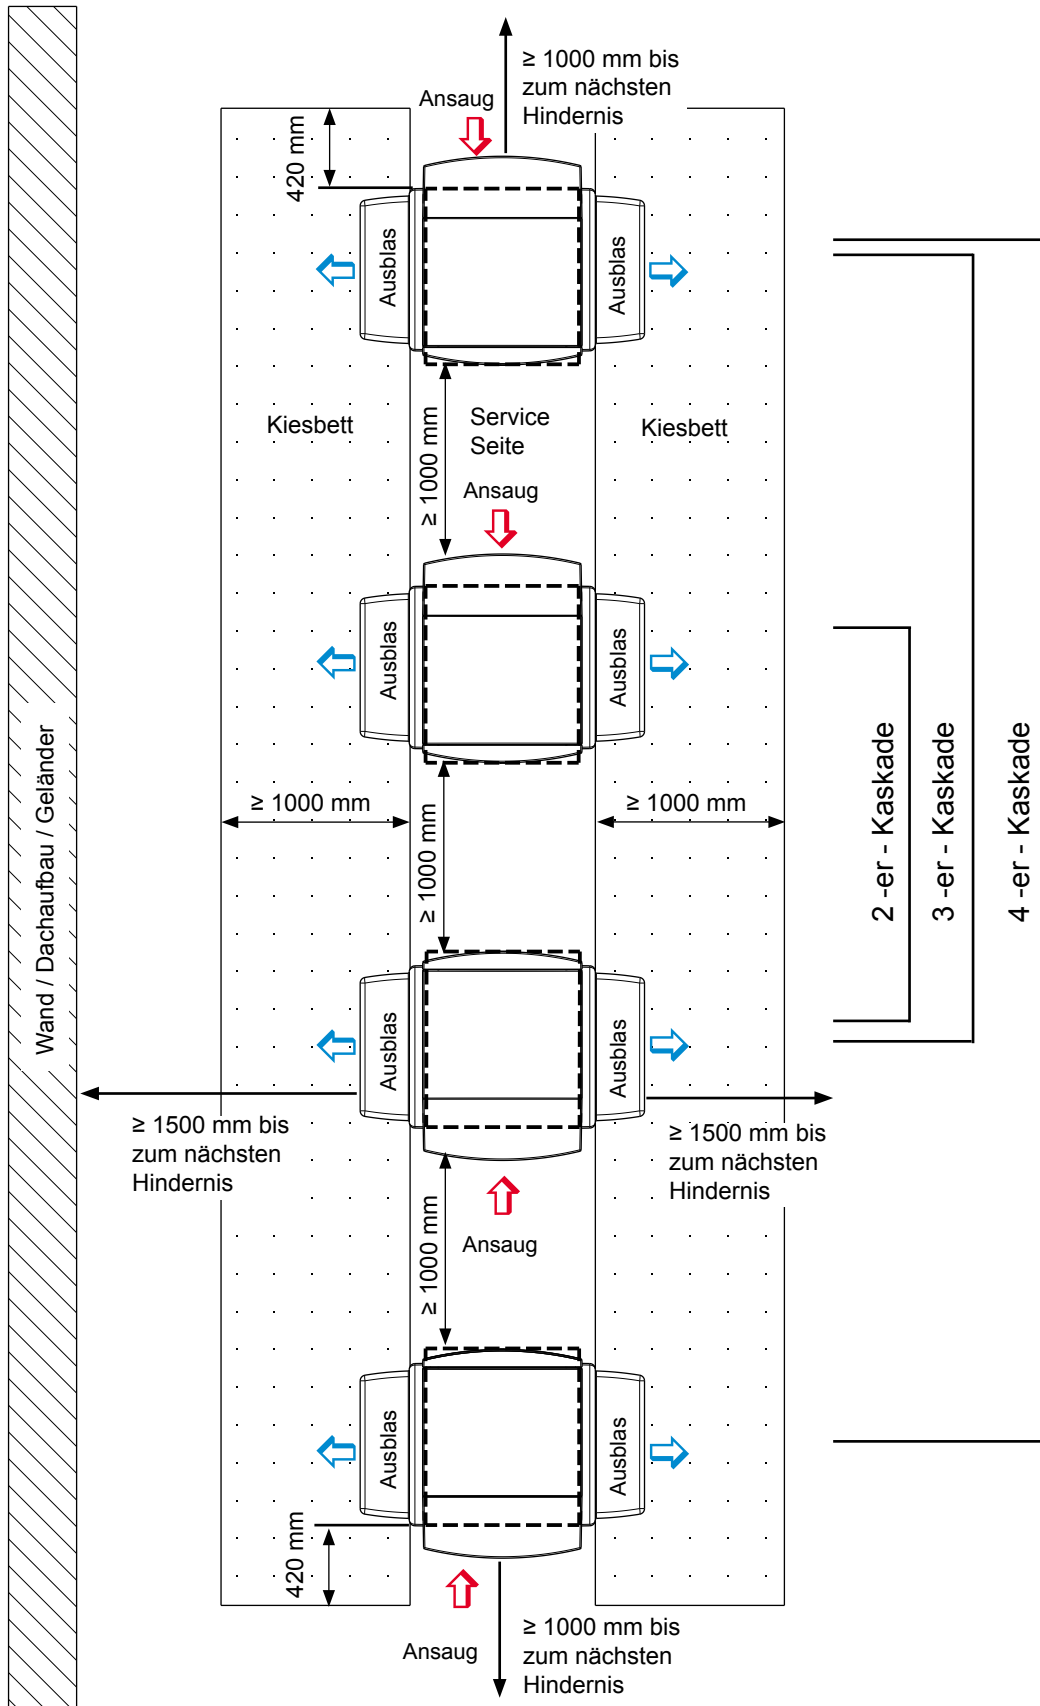 ≥ 1000 mm bis
zum nächsten
Hindernis
Ansaug
420 mm
Ausblas
Ausblas
Kiesbett
≥ 1000 mm
Service
Seite
Kiesbett
Ansaug
Ausblas
Ausblas
≥ 1000 mm
≥ 1000 mm
≥ 1000 mm
2 -er - Kaskade
3 -er - Kaskade
4 -er - Kaskade
Wand / Dachaufbau / Geländer
Ausblas
Ausblas
≥ 1500 mm bis
zum nächsten
Hindernis
≥ 1500 mm bis
zum nächsten
Hindernis
≥ 1000 mm
Ansaug
Ausblas
Ausblas
420 mm
Ansaug
≥ 1000 mm bis
zum nächsten
Hindernis